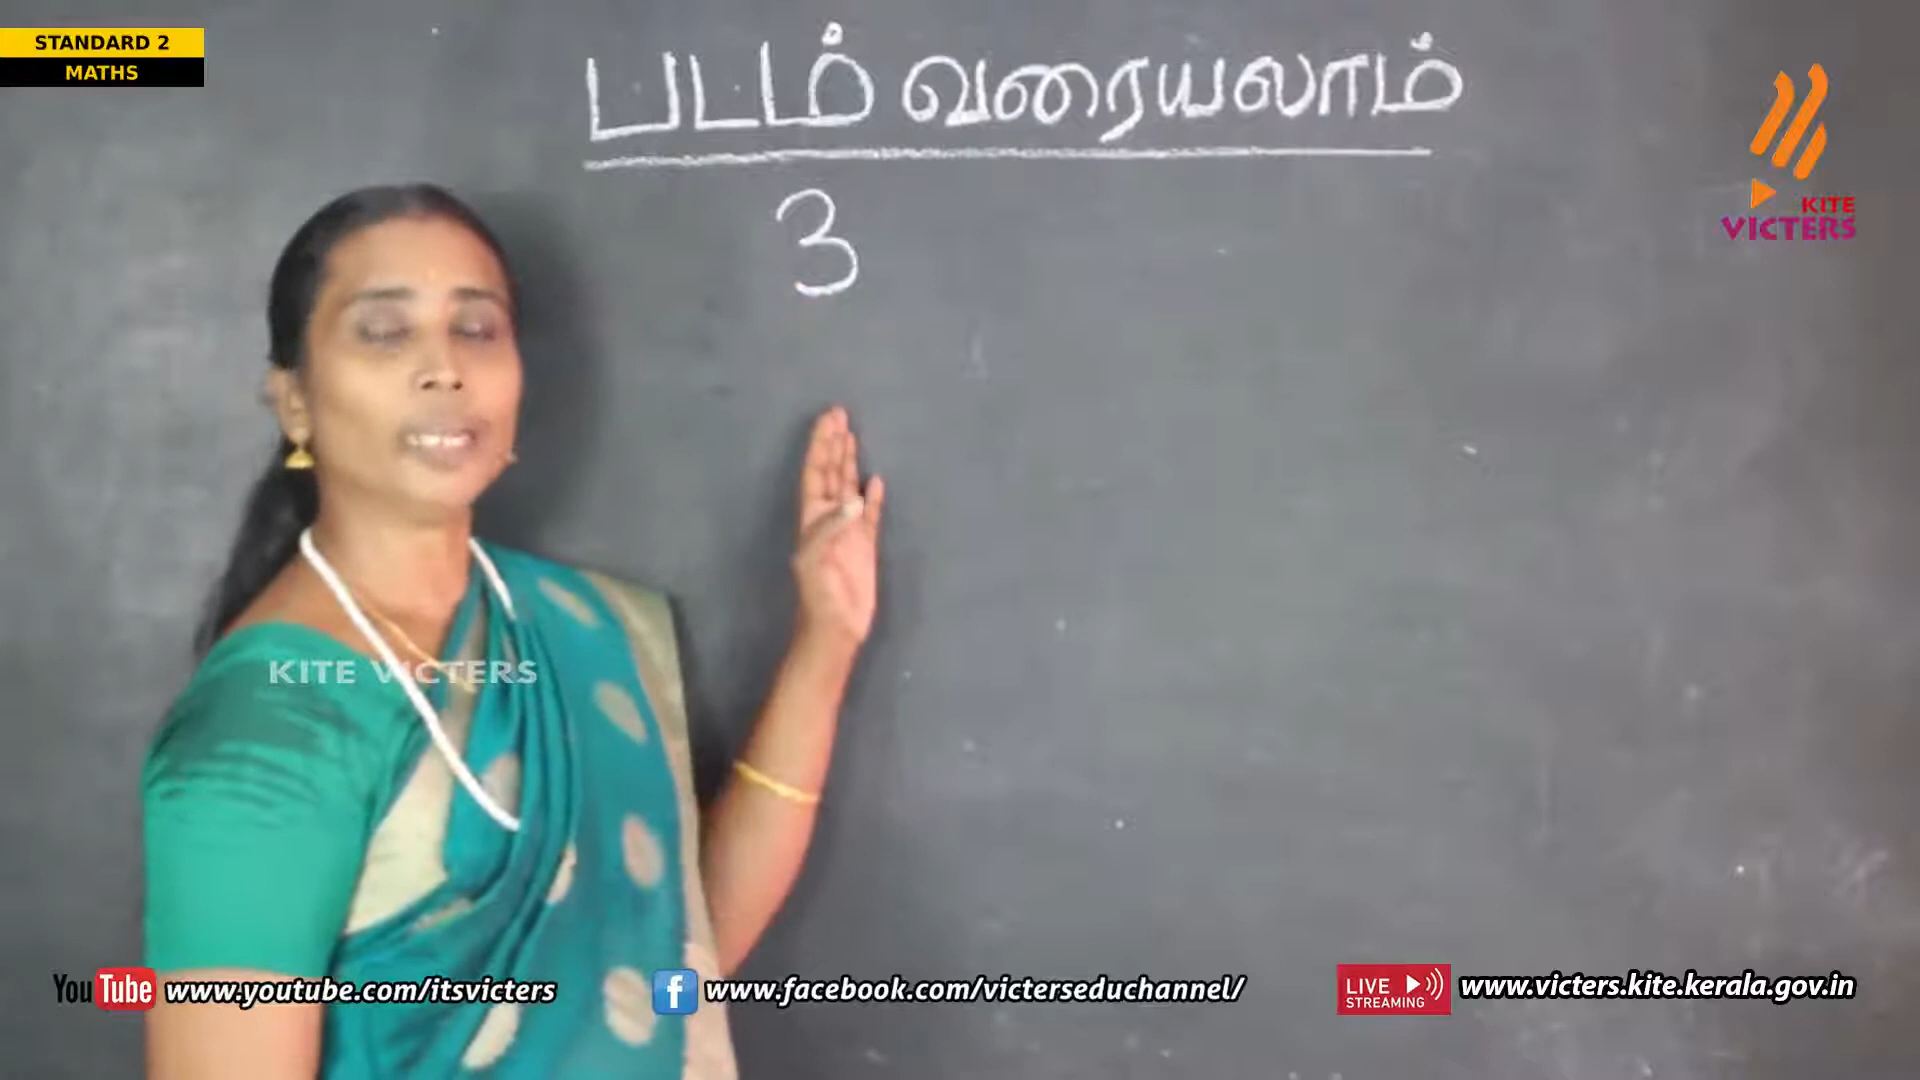 STANDARD 2
MATHS
படம் வரையலாம்
3
KITE
VICTERS
KITE VICTERS
YouTube www.youtube.com/itsvicters
f www.facebook.com/victerseduchannel/
LIVE STREAMING www.victers.kite.kerala.gov.in